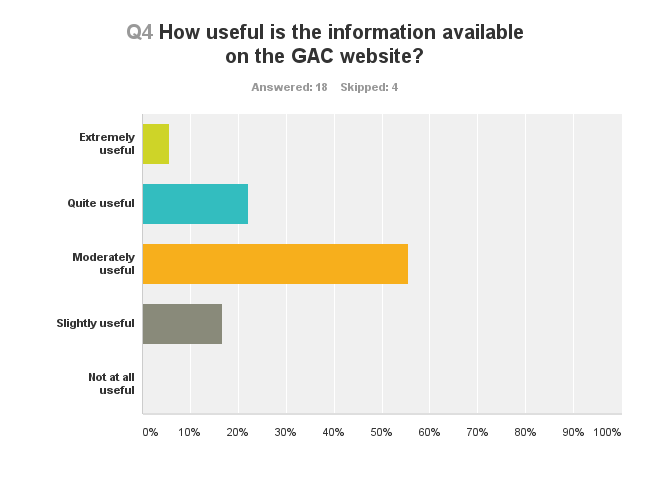 Q4 How useful is the information available
on the GAC website?
Answered: 18 Skipped: 4
Extremely
useful
Quite useful
Moderately
useful
Slightly useful
Not at all
useful
0% 10% 20% 30% 40% 50% 60% 70% 80% 90% 100%